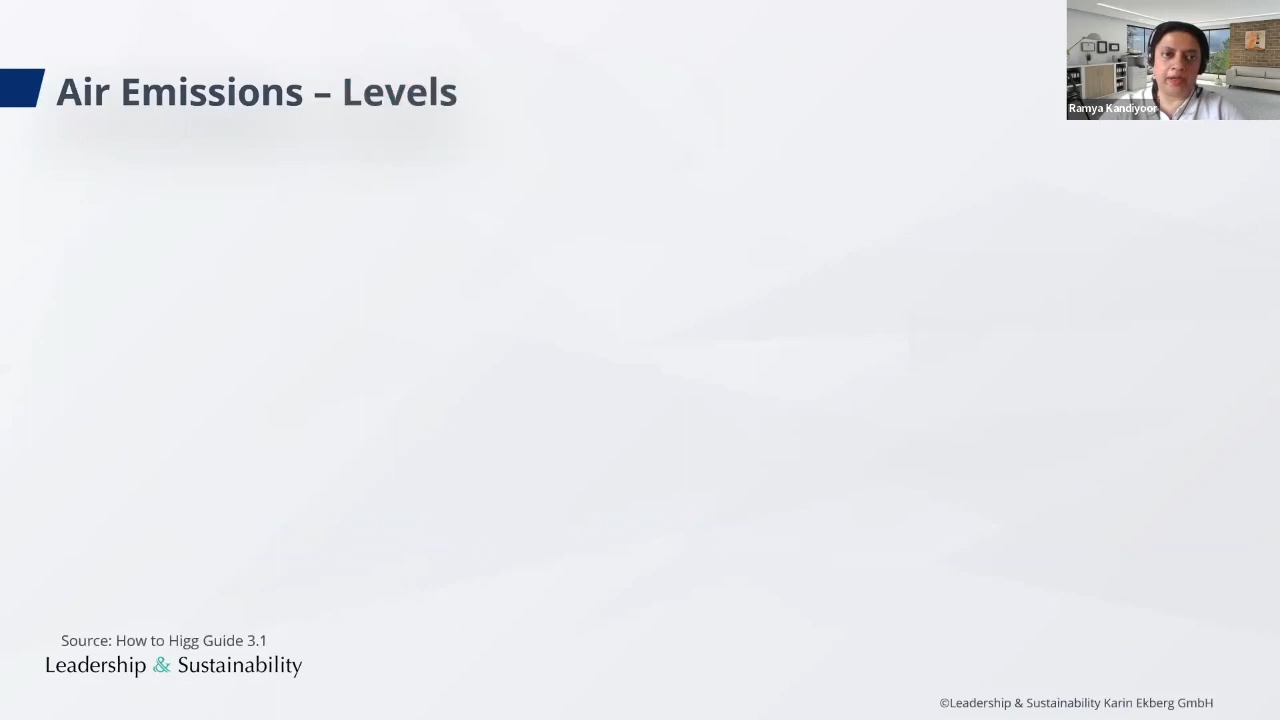 Air Emissions – Levels
Ramya Kandiyoor
Source: How to Higg Guide 3.1
Leadership & Sustainability
©Leadership & Sustainability Karin Ekberg GmbH